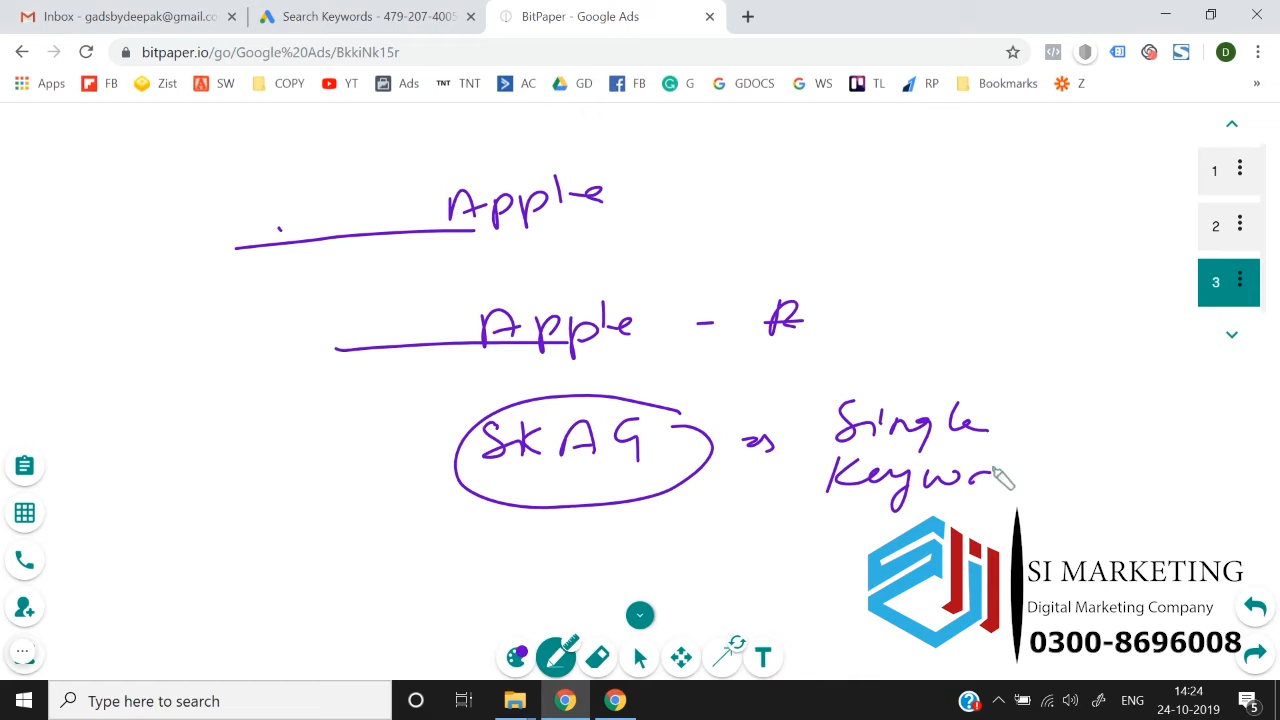 Inbox - gadsbydeepak@gmail.co
Search Keywords - 479-207-4005
BitPaper - Google Ads
bitpaper.io/go/Google%20Ads/BkkiNk15r
D
Apps FB Zist SW COPY YT Ads TNT TNT AC GD FB G GDOCS WS TL RP Bookmarks Z »
Apple
1
2
3
Apple - R
SKAG => Single
Keywor
SI MARKETING
Digital Marketing Company
0300-8696008
T
Type here to search
ENG
14:24
24-10-2019
5